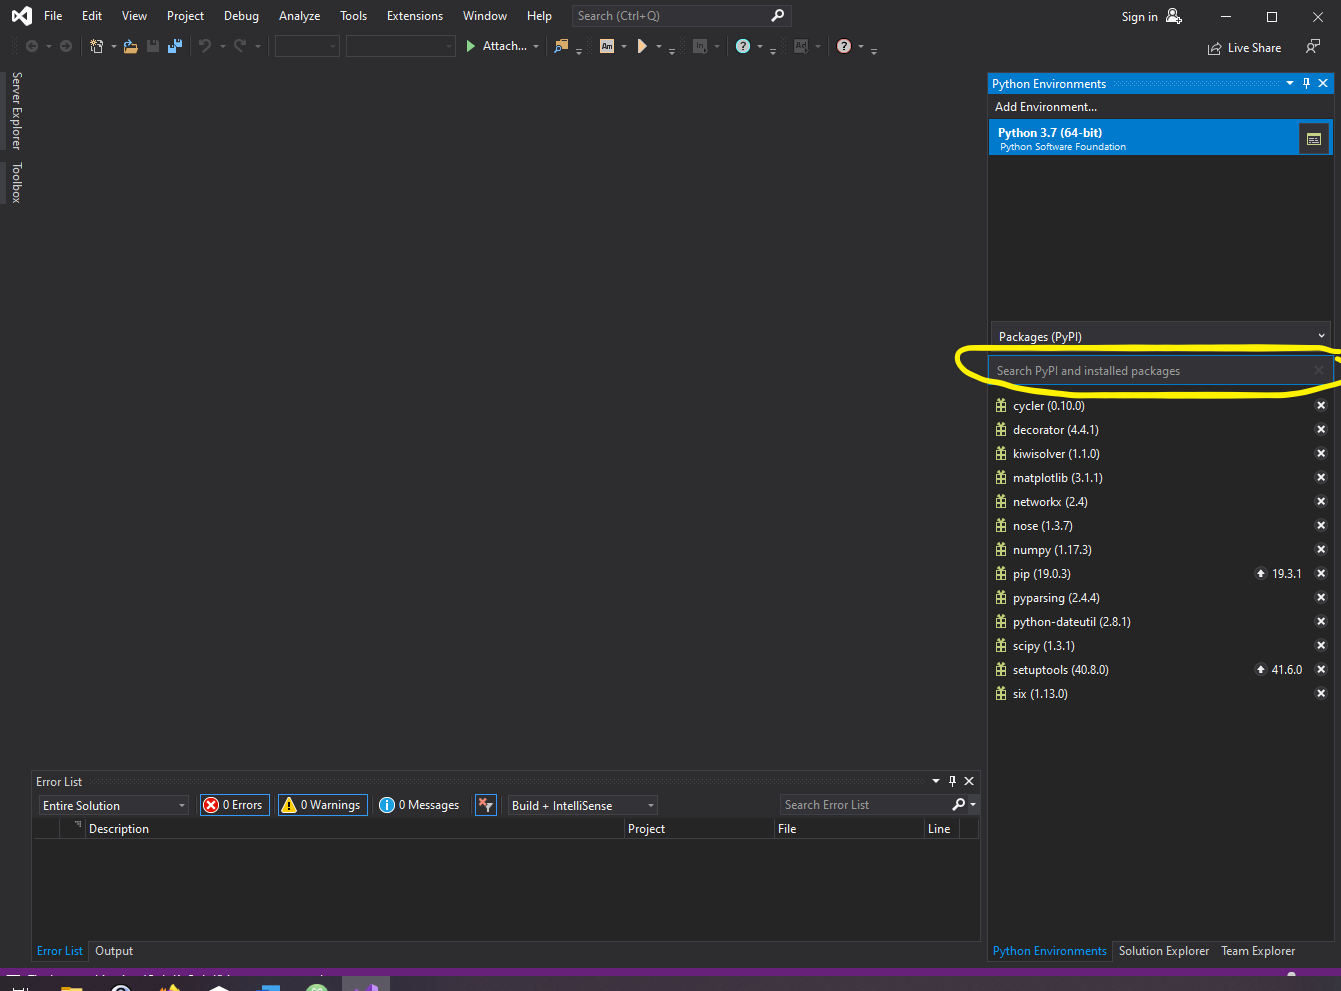 File Edit View Project Debug Analyze Tools Extensions Window Help Search (Ctrl+Q) Sign in
Attach... Live Share
Server Explorer
Toolbox
Python Environments
Add Environment...
Python 3.7 (64-bit)
Python Software Foundation
Packages (PyPI)
Search PyPI and installed packages
cycler (0.10.0)
decorator (4.4.1)
kiwisolver (1.1.0)
matplotlib (3.1.1)
networkx (2.4)
nose (1.3.7)
numpy (1.17.3)
pip (19.0.3) 19.3.1
pyparsing (2.4.4)
python-dateutil (2.8.1)
scipy (1.3.1)
setuptools (40.8.0) 41.6.0
six (1.13.0)
Python Environments Solution Explorer Team Explorer
Error List
Entire Solution 0 Errors 0 Warnings 0 Messages Build + IntelliSense Search Error List
Description Project File Line
Error List Output